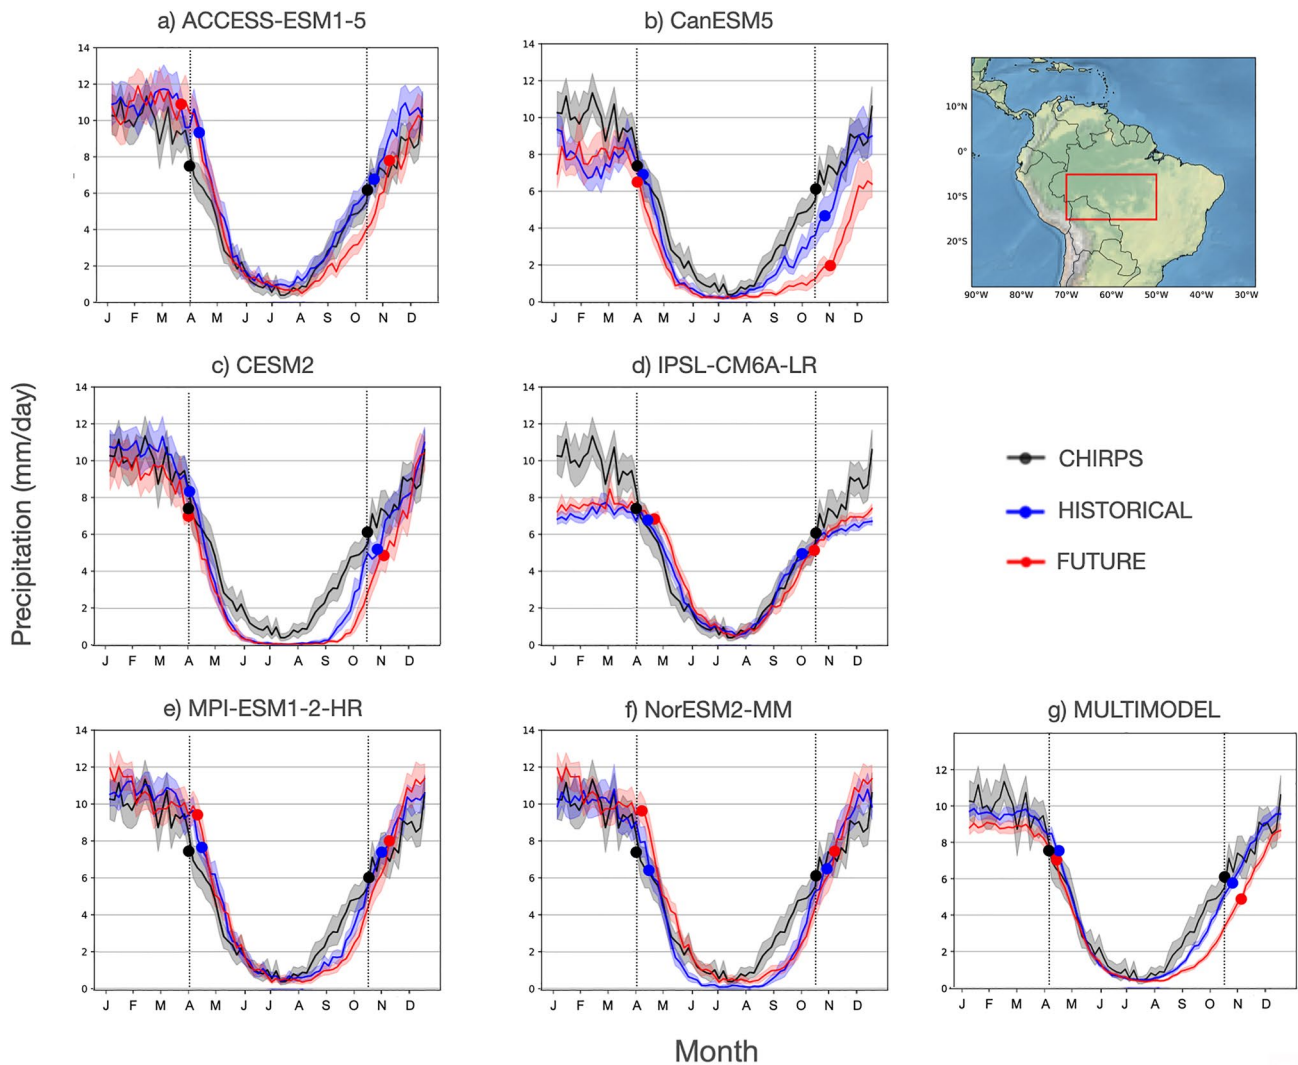 a) ACCESS-ESM1-5
b) CanESM5
14
12
10
8
6
4
2
0
J F M A M J J A S O N D
14
12
10
8
6
4
2
0
J F M A M J J A S O N D
10°N
0°
10°S
20°S
90°W 80°W 70°W 60°W 50°W 40°W 30°W
c) CESM2
d) IPSL-CM6A-LR
Precipitation (mm/day)
14
12
10
8
6
4
2
0
J F M A M J J A S O N D
14
12
10
8
6
4
2
0
J F M A M J J A S O N D
CHIRPS
HISTORICAL
FUTURE
e) MPI-ESM1-2-HR
f) NorESM2-MM
g) MULTIMODEL
14
12
10
8
6
4
2
0
J F M A M J J A S O N D
14
12
10
8
6
4
2
0
J F M A M J J A S O N D
12
10
8
6
4
2
0
J F M A M J J A S O N D
Month